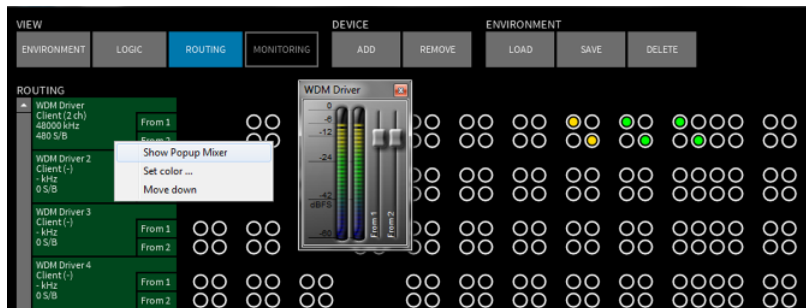 VIEW DEVICE ENVIRONMENT
ENVIRONMENT LOGIC ROUTING MONITORING ADD REMOVE LOAD SAVE DELETE
ROUTING
WDM Driver
Client (2 ch)
48000 kHz
480 S/B
From 1
WDM Driver 2
Client (-)
- kHz
0 S/B
Show Popup Mixer
Set color ...
Move down
WDM Driver 3
Client (-)
- kHz
0 S/B
From 1
From 2
WDM Driver 4
Client (-)
- kHz
0 S/B
From 1
From 2
WDM Driver
0
-6
-12
-24
-42
dBFS
-60
From 1
From 2